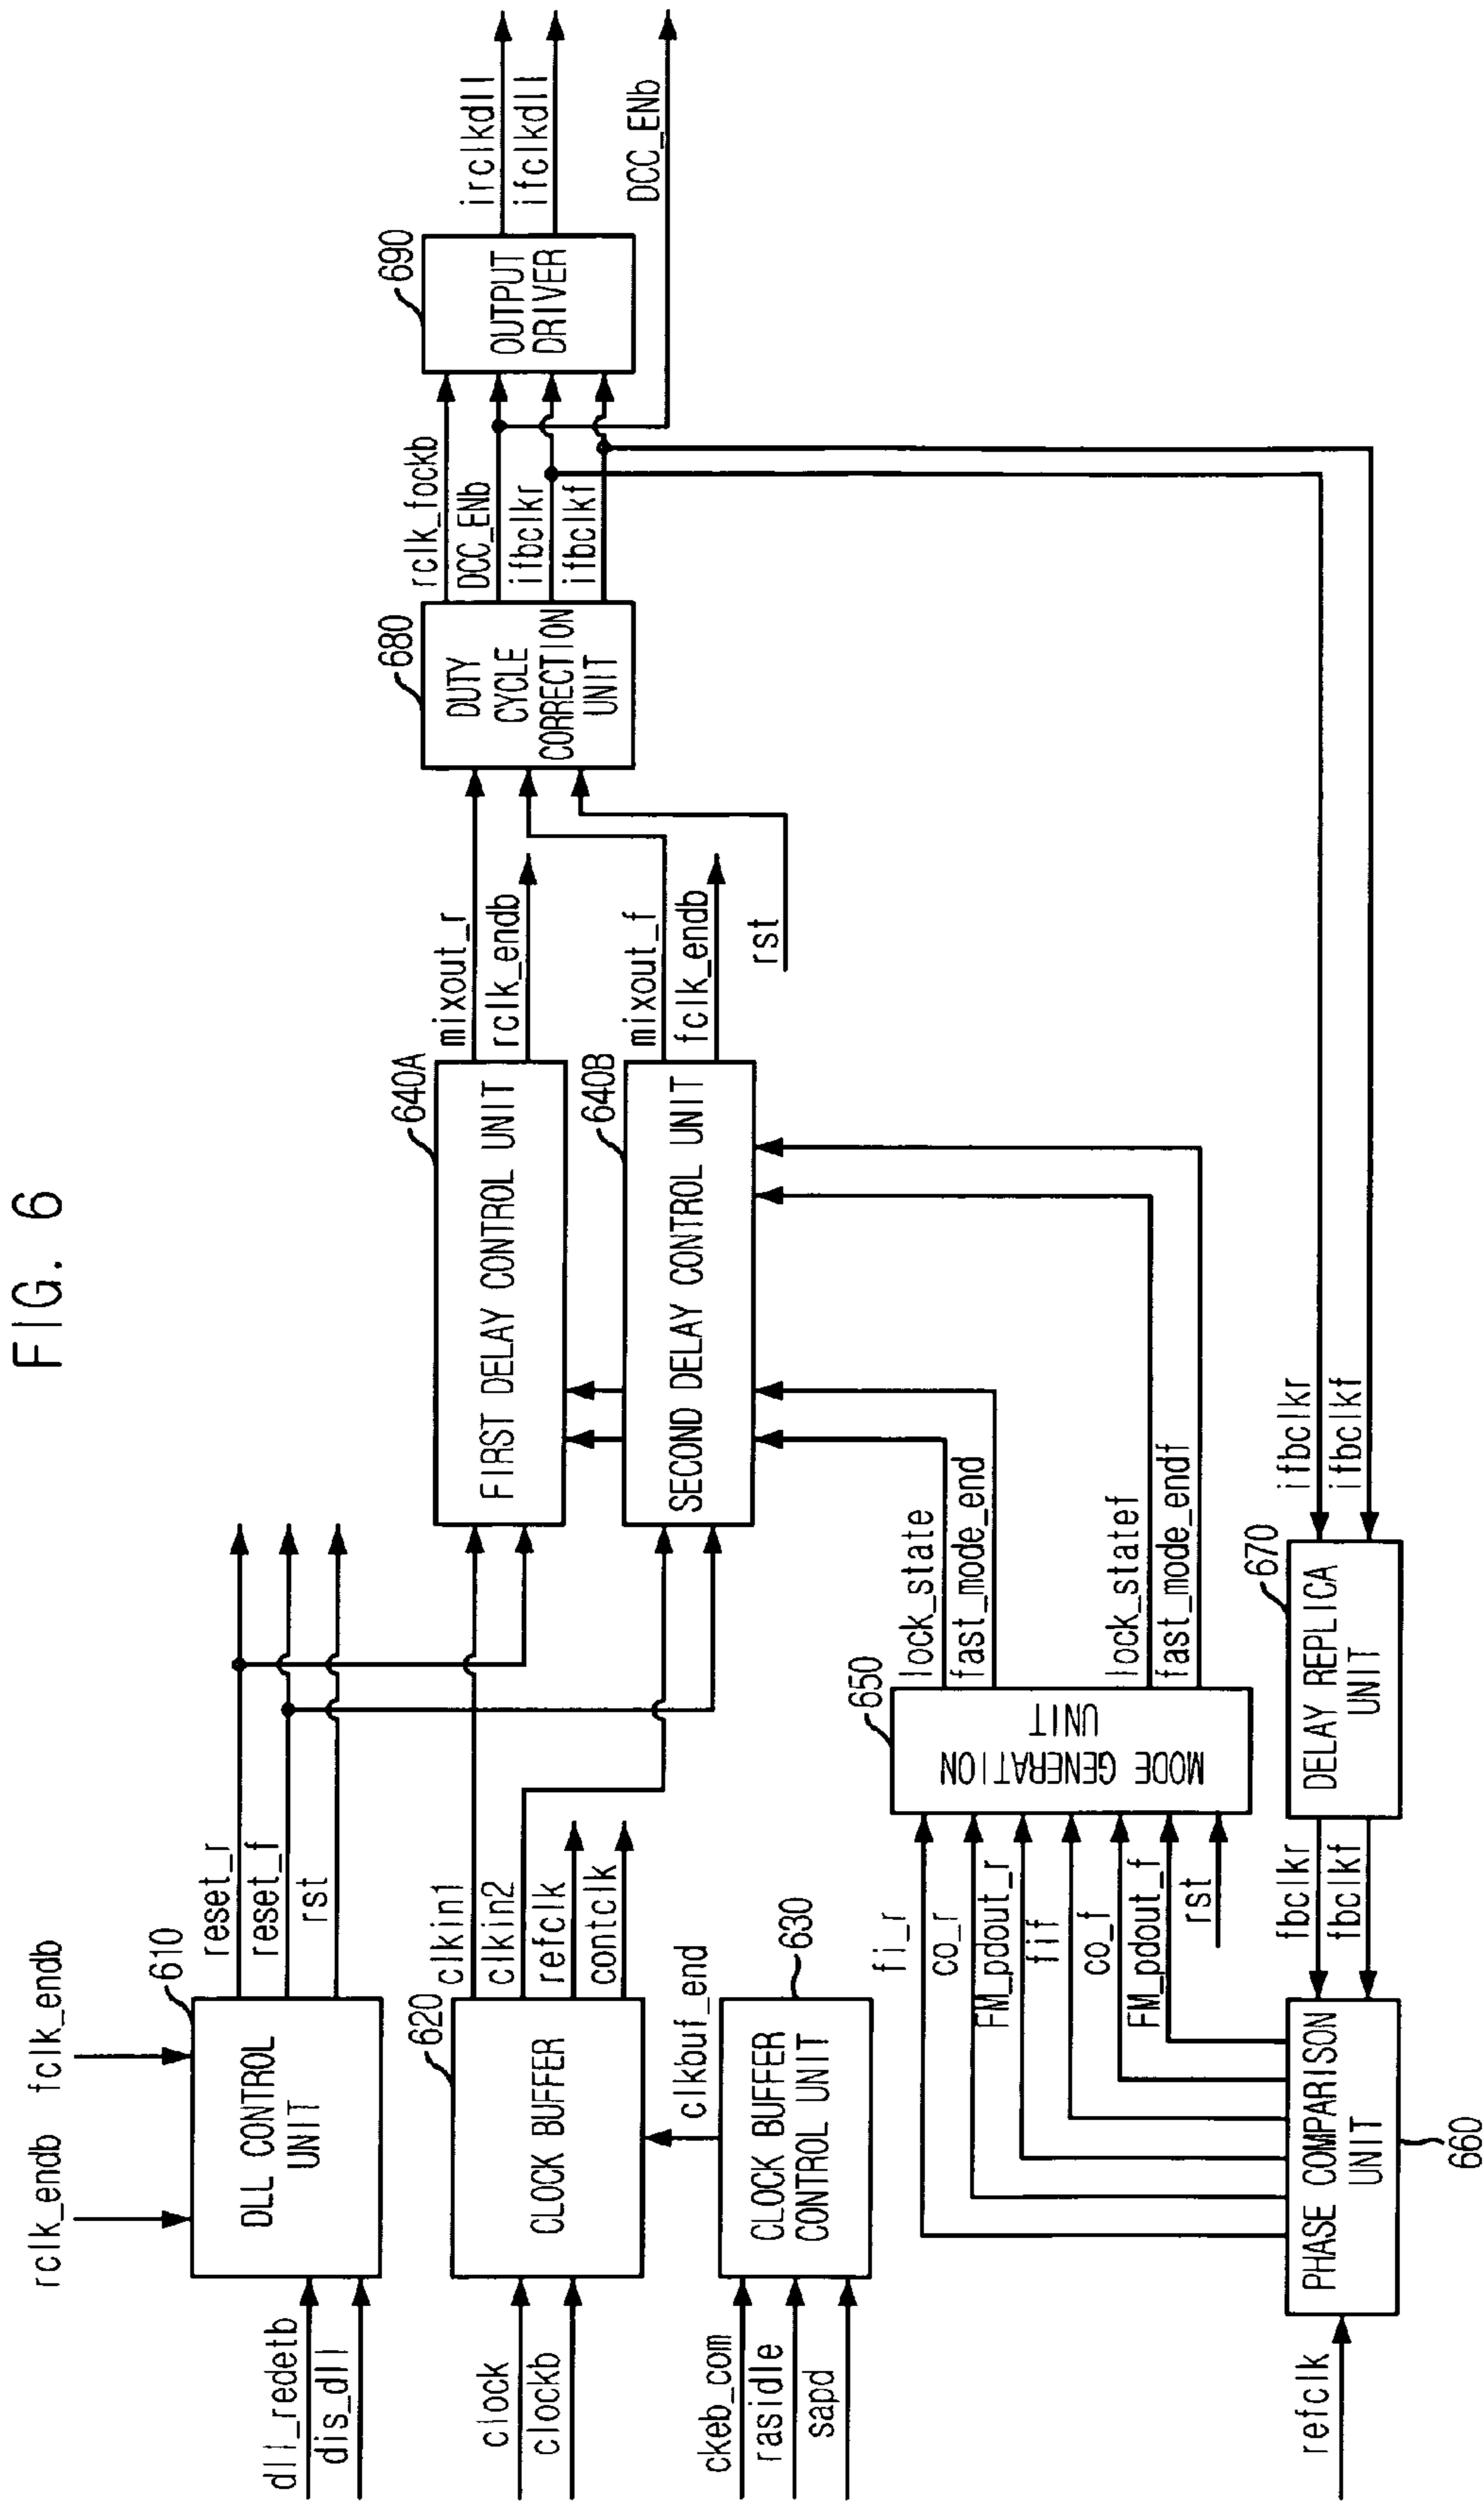 FIG. 6
rclk_endb
fclk_endb
610
DLL CONTROL
UNIT
dll_redetb
dis_dll
reset_r
reset_f
rst
620
CLOCK BUFFER
clock
clockb
clkin1
clkin2
refclk
contclk
clkbuf_end
630
CLOCK BUFFER
CONTROL UNIT
ckeb_com
rasidle
sapd
640A
FIRST DELAY CONTROL UNIT
mixout_r
rclk_endb
640B
SECOND DELAY CONTROL UNIT
mixout_f
fclk_endb
rst
680
DUTY
CYCLE
CORRECTION
UNIT
rclk_fockb
DCC_ENb
ifbclkr
ifbclkf
690
OUTPUT
DRIVER
irclkdll
ifclkdll
DCC_ENb
650
MODE GENERATION
UNIT
fi_r
co_r
FM_pdout_r
fif
co_f
FM_pdout_f
rst
lock_state
fast_mode_end
lock_statef
fast_mode_endf
660
PHASE COMPARISON
UNIT
refclk
fbclkr
fbclkf
670
DELAY REPLICA
UNIT
ifbclkr
ifbclkf